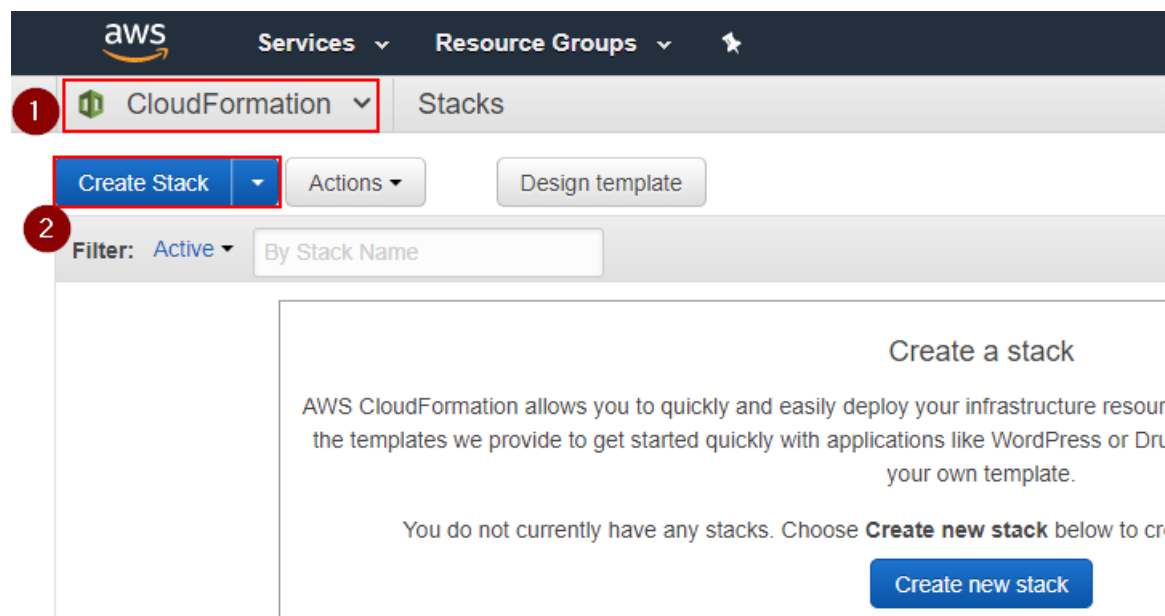 aws Services Resource Groups
1 CloudFormation Stacks
Create Stack Actions Design template
2
Filter: Active By Stack Name
Create a stack
AWS CloudFormation allows you to quickly and easily deploy your infrastructure
the templates we provide to get started quickly with applications like WordPress or
your own template.
You do not currently have any stacks. Choose Create new stack below to
Create new stack